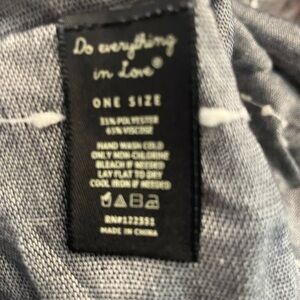 Do everything
in Love®
ONE SIZE
POLYESTER
65% VISCOSE
HAND WASH COLD
ONLY NON-CHLORINE
BLEACH IF NEEDED
LAY FLAT TO DRY
COOL IRON IF NEEDED
RN#122351
MADE IN CHINA